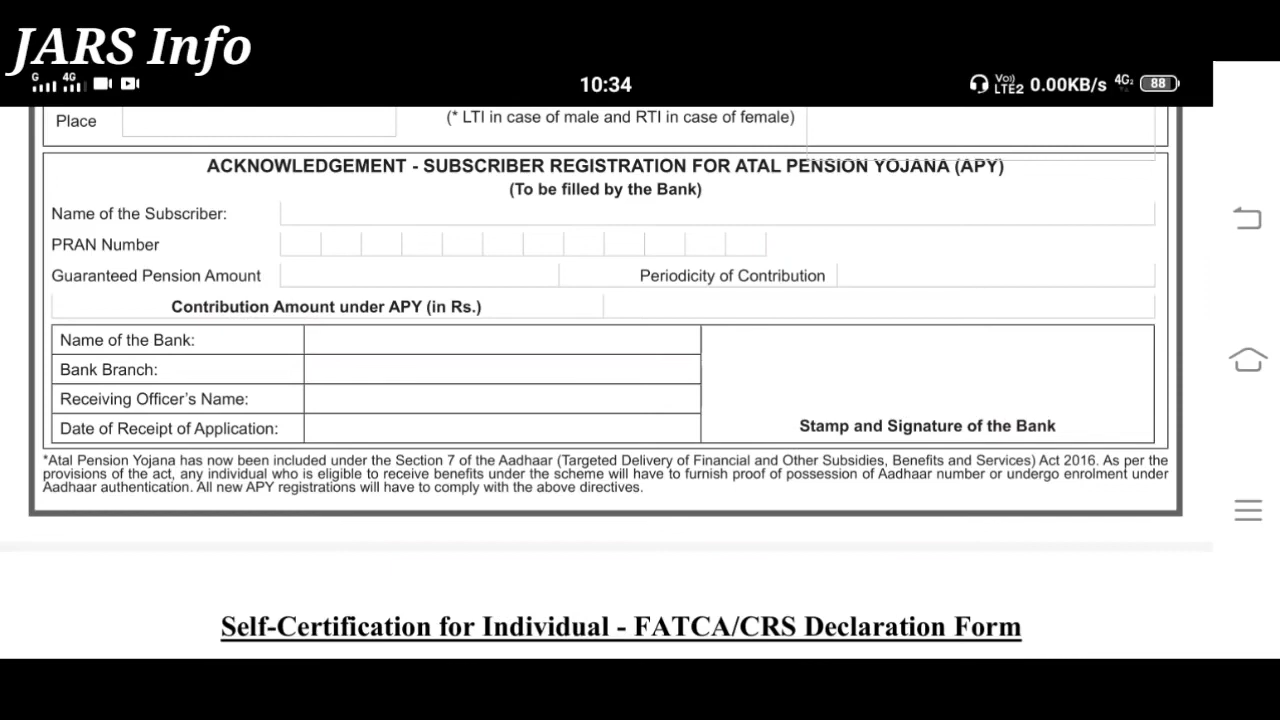 JARS Info
G 4G 10:34 Vo)) LTE2 0.00KB/s 4G2 88
Place (* LTI in case of male and RTI in case of female)
ACKNOWLEDGEMENT - SUBSCRIBER REGISTRATION FOR ATAL PENSION YOJANA (APY)
(To be filled by the Bank)
Name of the Subscriber:
PRAN Number
Guaranteed Pension Amount Periodicity of Contribution
Contribution Amount under APY (in Rs.)
Name of the Bank:
Bank Branch:
Receiving Officer's Name:
Date of Receipt of Application: Stamp and Signature of the Bank
*Atal Pension Yojana has now been included under the Section 7 of the Aadhaar (Targeted Delivery of Financial and Other Subsidies, Benefits and Services) Act 2016. As per the
provisions of the act, any individual who is eligible to receive benefits under the scheme will have to furnish proof of possession of Aadhaar number or undergo enrolment under
Aadhaar authentication. All new APY registrations will have to comply with the above directives.
Self-Certification for Individual - FATCA/CRS Declaration Form